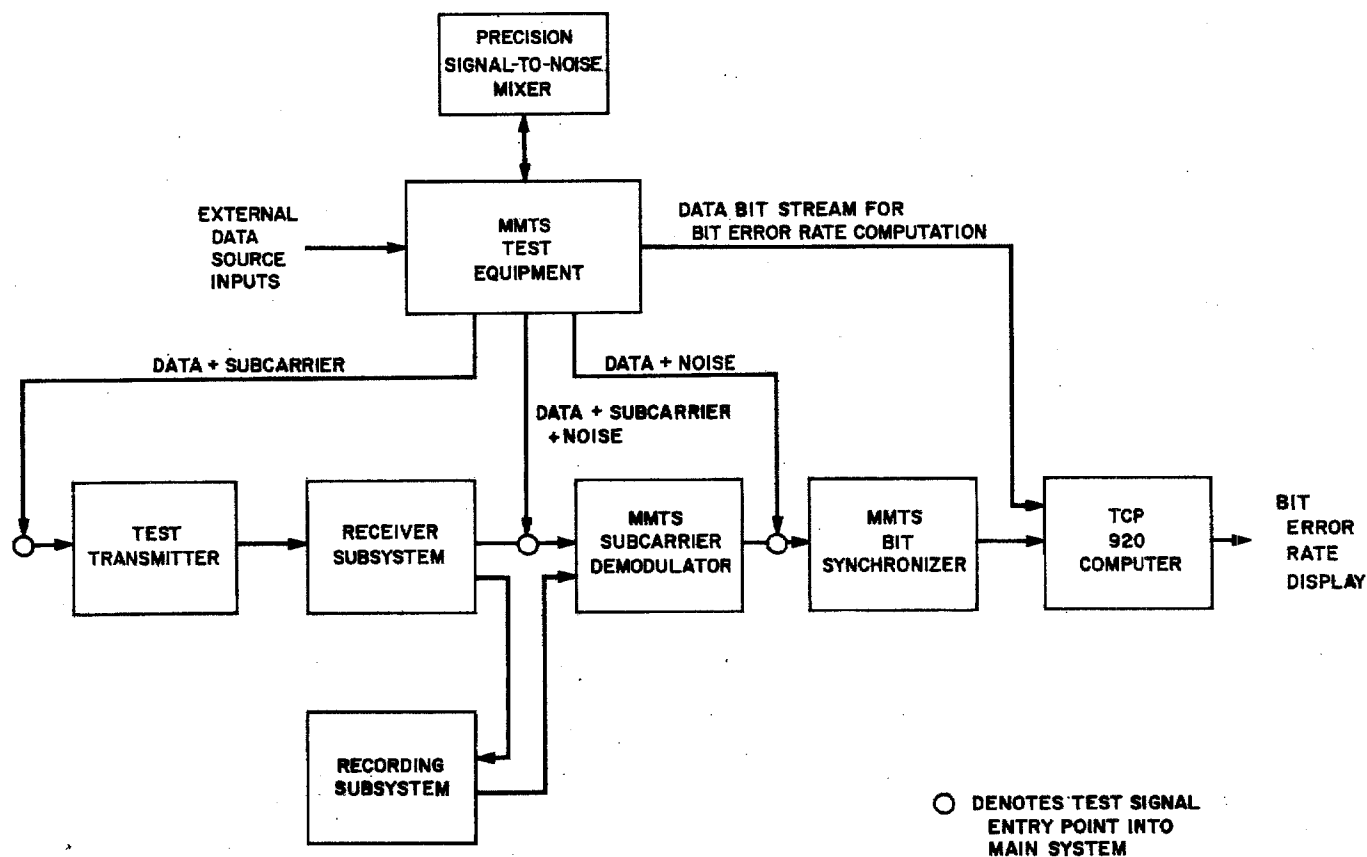 PRECISION
SIGNAL-TO-NOISE
MIXER
EXTERNAL
DATA
SOURCE
INPUTS
MMTS
TEST
EQUIPMENT
DATA BIT STREAM FOR
BIT ERROR RATE COMPUTATION
DATA + SUBCARRIER
DATA + NOISE
DATA + SUBCARRIER
+NOISE
TEST
TRANSMITTER
RECEIVER
SUBSYSTEM
MMTS
SUBCARRIER
DEMODULATOR
MMTS
BIT
SYNCHRONIZER
TCP
920
COMPUTER
BIT
ERROR
RATE
DISPLAY
RECORDING
SUBSYSTEM
DENOTES TEST SIGNAL
ENTRY POINT INTO
MAIN SYSTEM